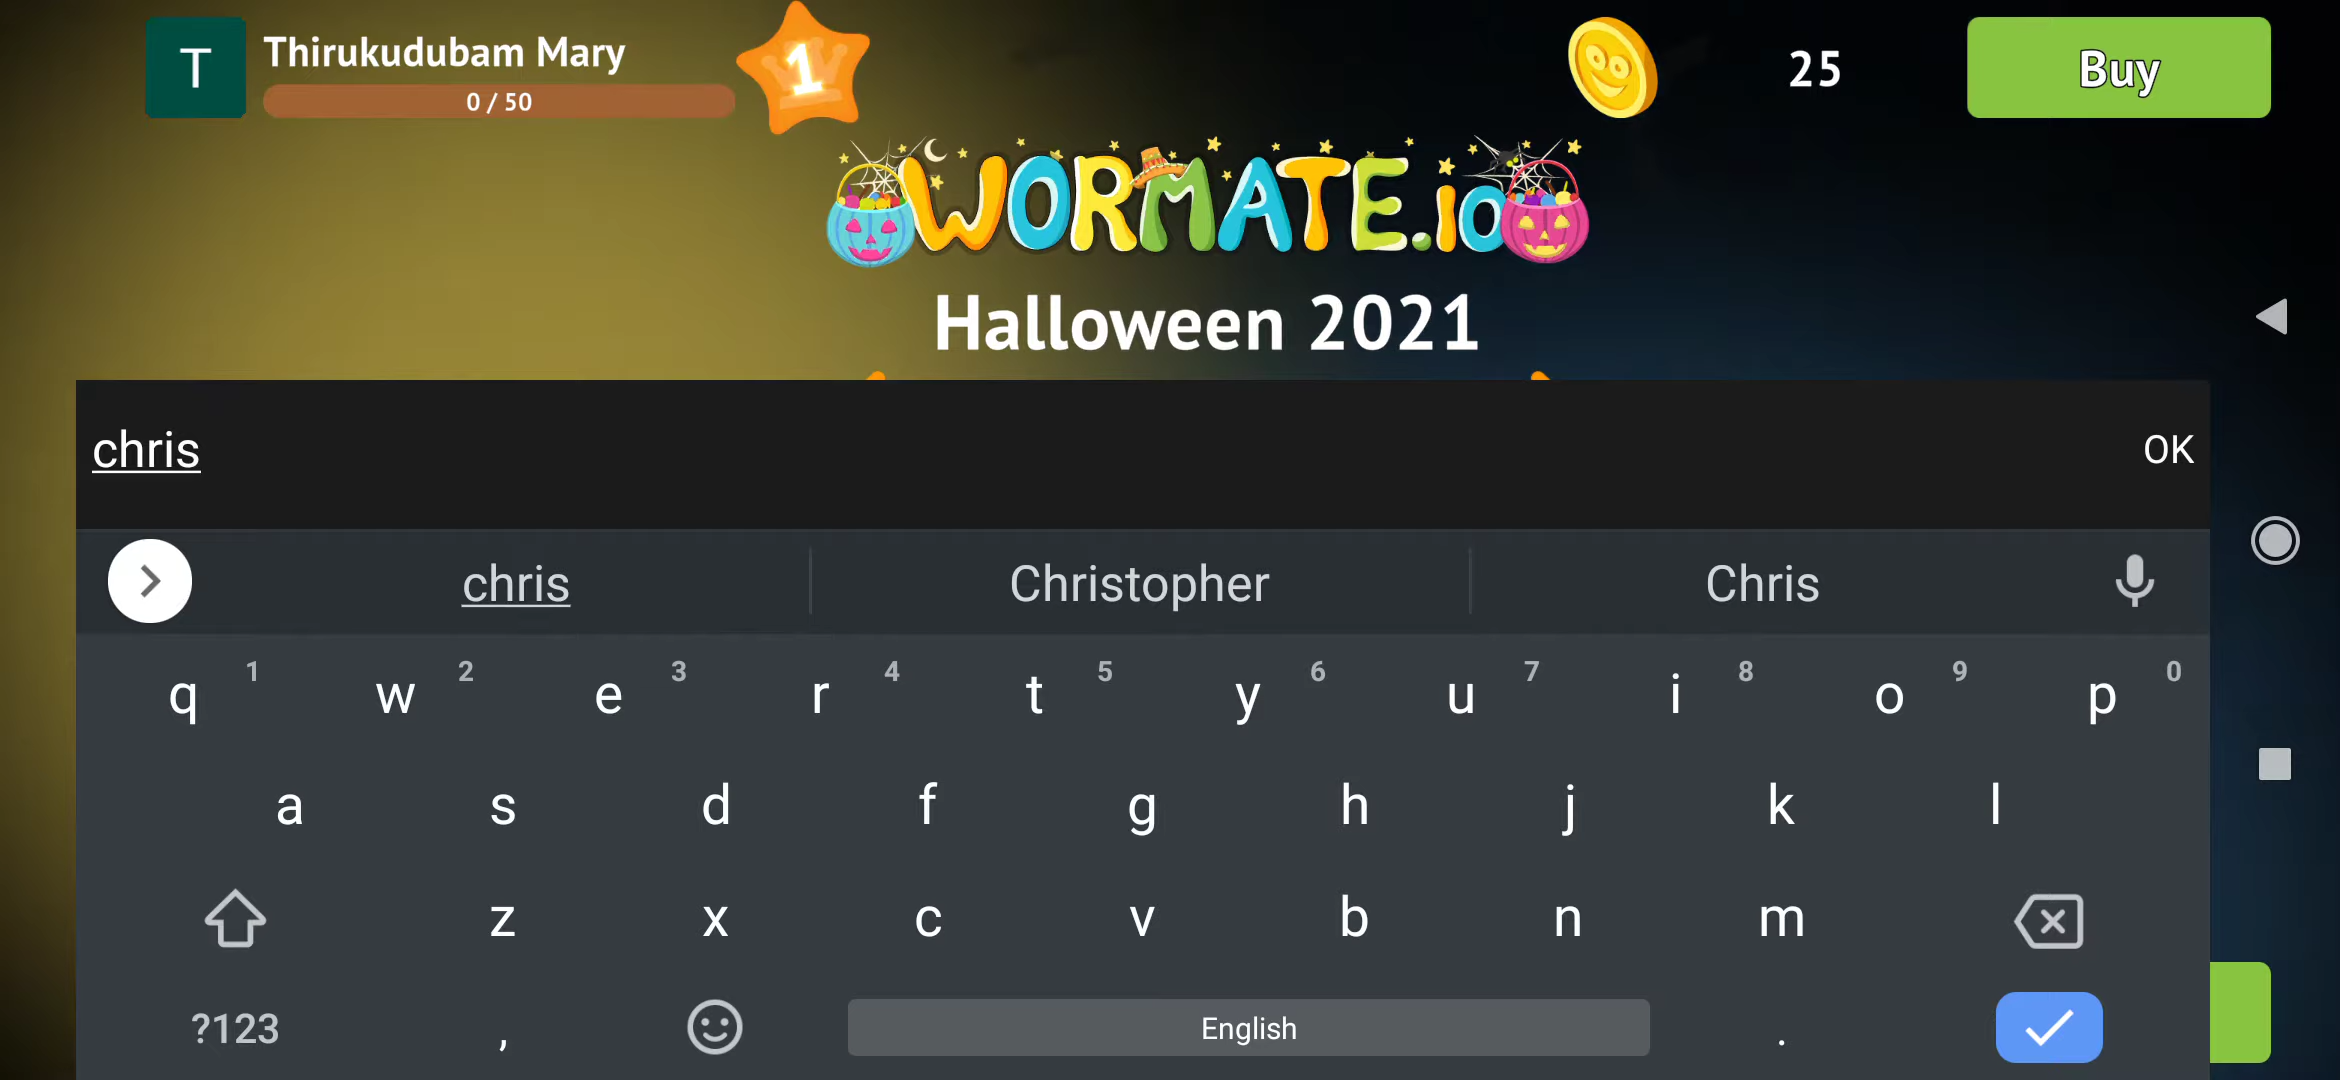 T
Thirukudubam Mary
0 / 50
1
25
Buy
WORMATE.io
Halloween 2021
chris
OK
chris Christopher Chris
q 1 w 2 e 3 r 4 t 5 y 6 u 7 i 8 o 9 p 0
a s d f g h j k l
z x c v b n m
?123 , English .